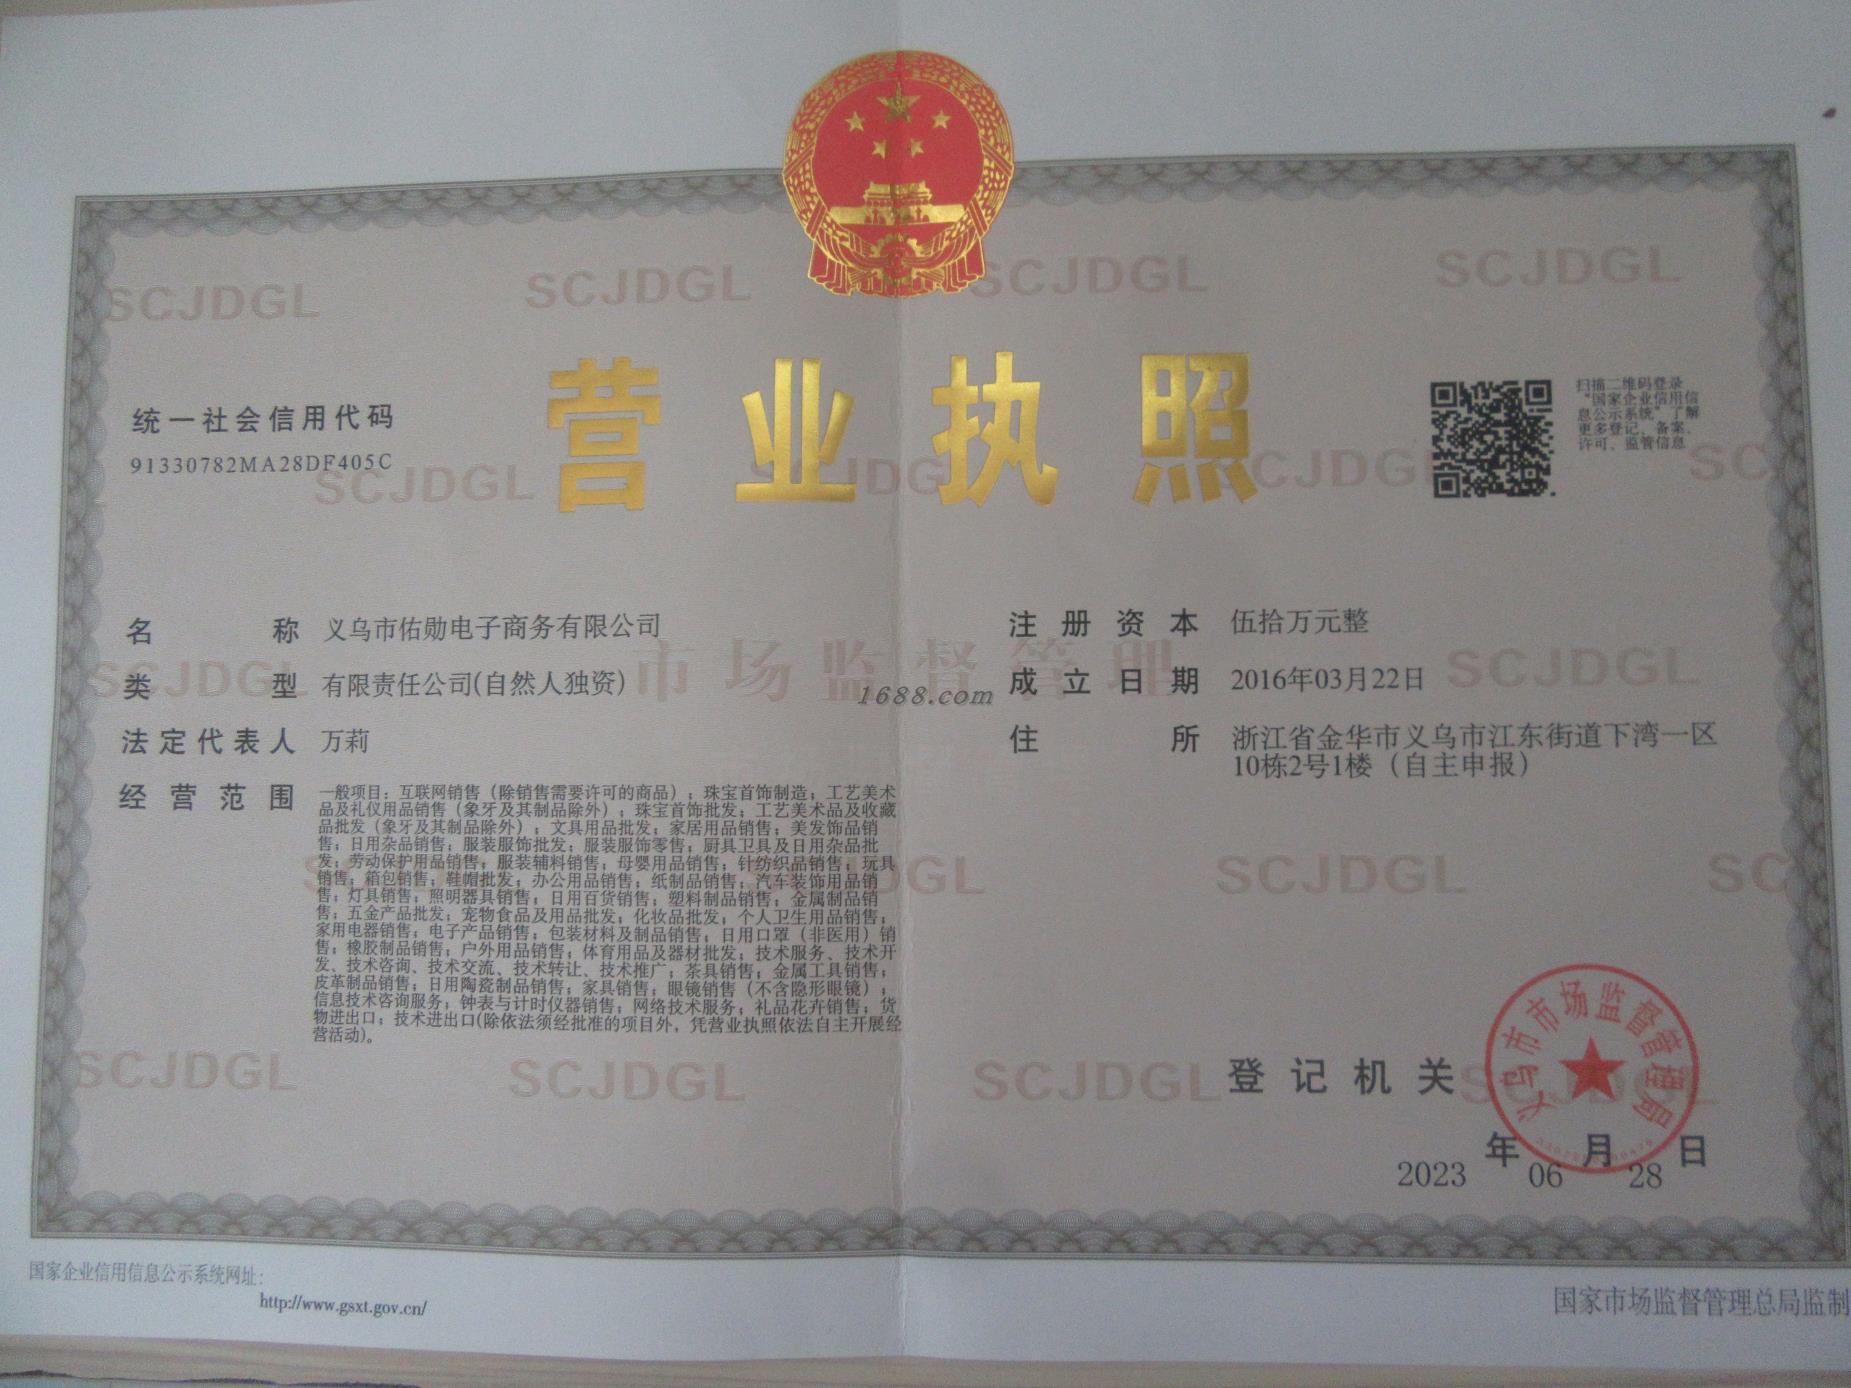 营业执照
统一社会信用代码
91330782MA28DF405C
扫描二维码登录
“国家企业信用信
息公示系统”了解
更多登记、备案、
许可、监管信息
名称 义乌市佑勋电子商务有限公司
类型 有限责任公司(自然人独资)
法定代表人 万莉
经营范围 一般项目：互联网销售（除销售需要许可的商品）；珠宝首饰制造；工艺美术
品及礼仪用品销售（象牙及其制品除外）；珠宝首饰批发；工艺美术品及收藏
品批发（象牙及其制品除外）；文具用品批发；家居用品销售；美发饰品销
售；日用杂品销售；服装服饰批发；服装服饰零售；厨具卫具及日用杂品批
发；劳动保护用品销售；服装辅料销售；母婴用品销售；针纺织品销售；玩具
销售；箱包销售；鞋帽批发；办公用品销售；纸制品销售；汽车装饰用品销
售；灯具销售；照明器具销售；日用百货销售；塑料制品销售；金属制品销
售；五金产品批发；宠物食品及用品批发；化妆品批发；个人卫生用品销售；
家用电器销售；电子产品销售；包装材料及制品销售；日用口罩（非医用）销
售；橡胶制品销售；户外用品销售；体育用品及器材批发；技术服务、技术开
发、技术咨询、技术交流、技术转让、技术推广；茶具销售；金属工具销售；
皮革制品销售；日用陶瓷制品销售；家具销售；眼镜销售（不含隐形眼镜）；
信息技术咨询服务；钟表与计时仪器销售；网络技术服务；礼品花卉销售；货
物进出口；技术进出口(除依法须经批准的项目外，凭营业执照依法自主开展经
营活动)。
注册资本 伍拾万元整
成立日期 2016年03月22日
住所 浙江省金华市义乌市江东街道下湾一区
10栋2号1楼（自主申报）
市场监督管理
1688.com
SCJDGL
登记机关
义乌市市场监督管理局
2023年06月28日
国家企业信用信息公示系统网址：
http://www.gsxt.gov.cn/
国家市场监督管理总局监制